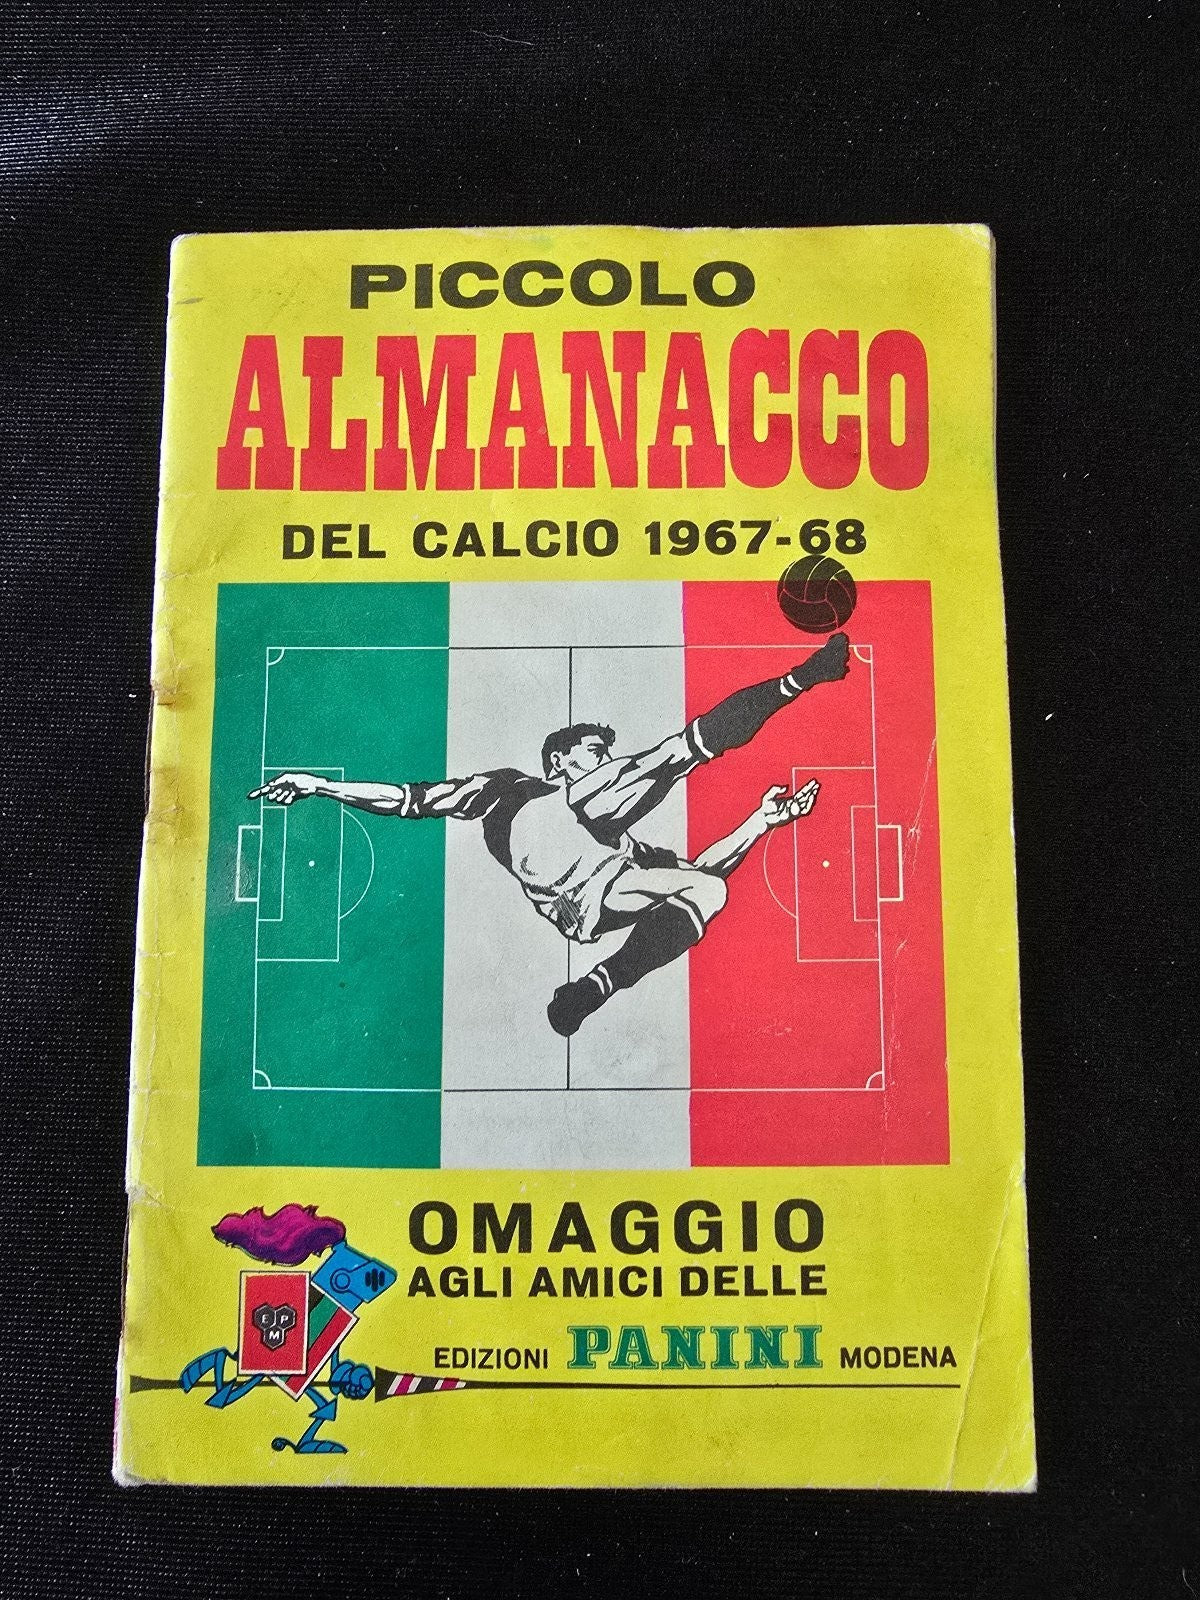 PICCOLO
ALMANACCO
DEL CALCIO 1967-68
OMAGGIO
AGLI AMICI DELLE
EDIZIONI PANINI MODENA
E P
M